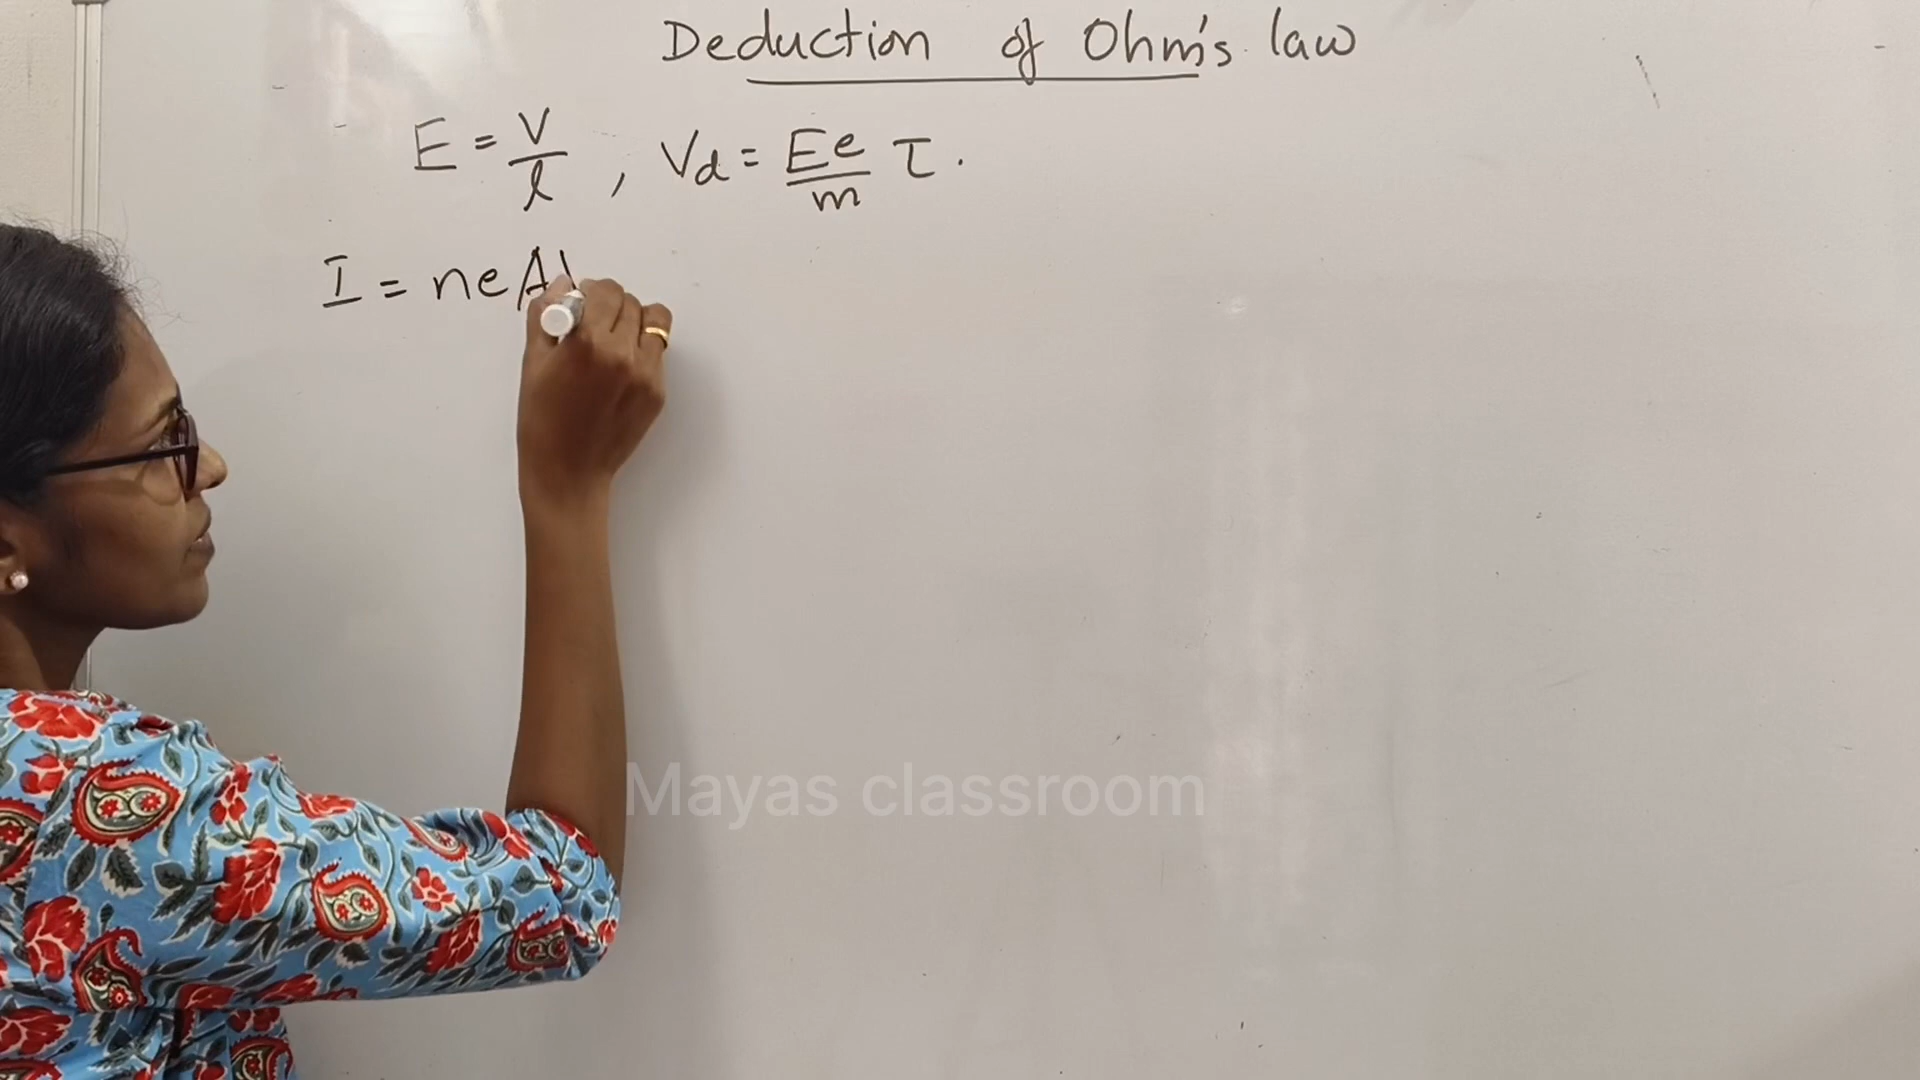 Deduction of Ohm's law
E = V/l , Vd = Ee/m τ .
I = neA
Mayas classroom